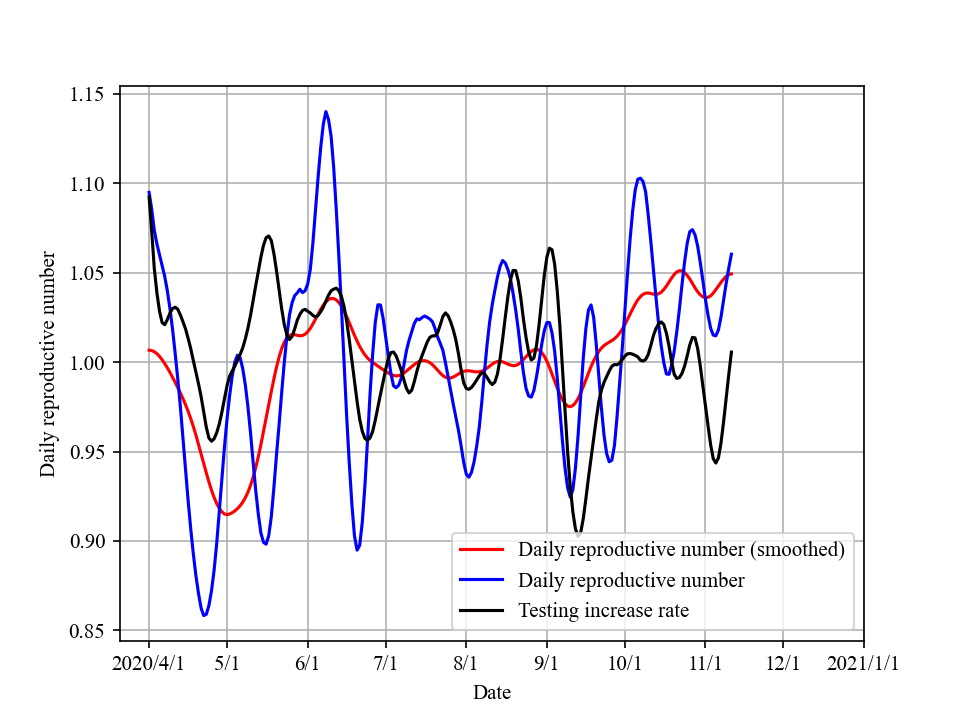 1.15
1.10
1.05
1.00
0.95
0.90
0.85
Daily reproductive number
Daily reproductive number (smoothed)
Daily reproductive number
Testing increase rate
2020/4/1 5/1 6/1 7/1 8/1 9/1 10/1 11/1 12/1 2021/1/1
Date